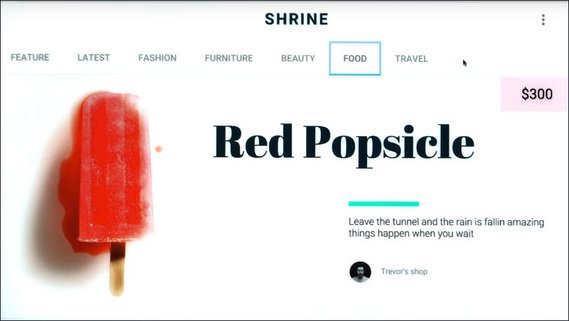 SHRINE
FEATURE LATEST FASHION FURNITURE BEAUTY FOOD TRAVEL
$300
Red Popsicle
Leave the tunnel and the rain is fallin amazing
things happen when you wait
Trevor's shop